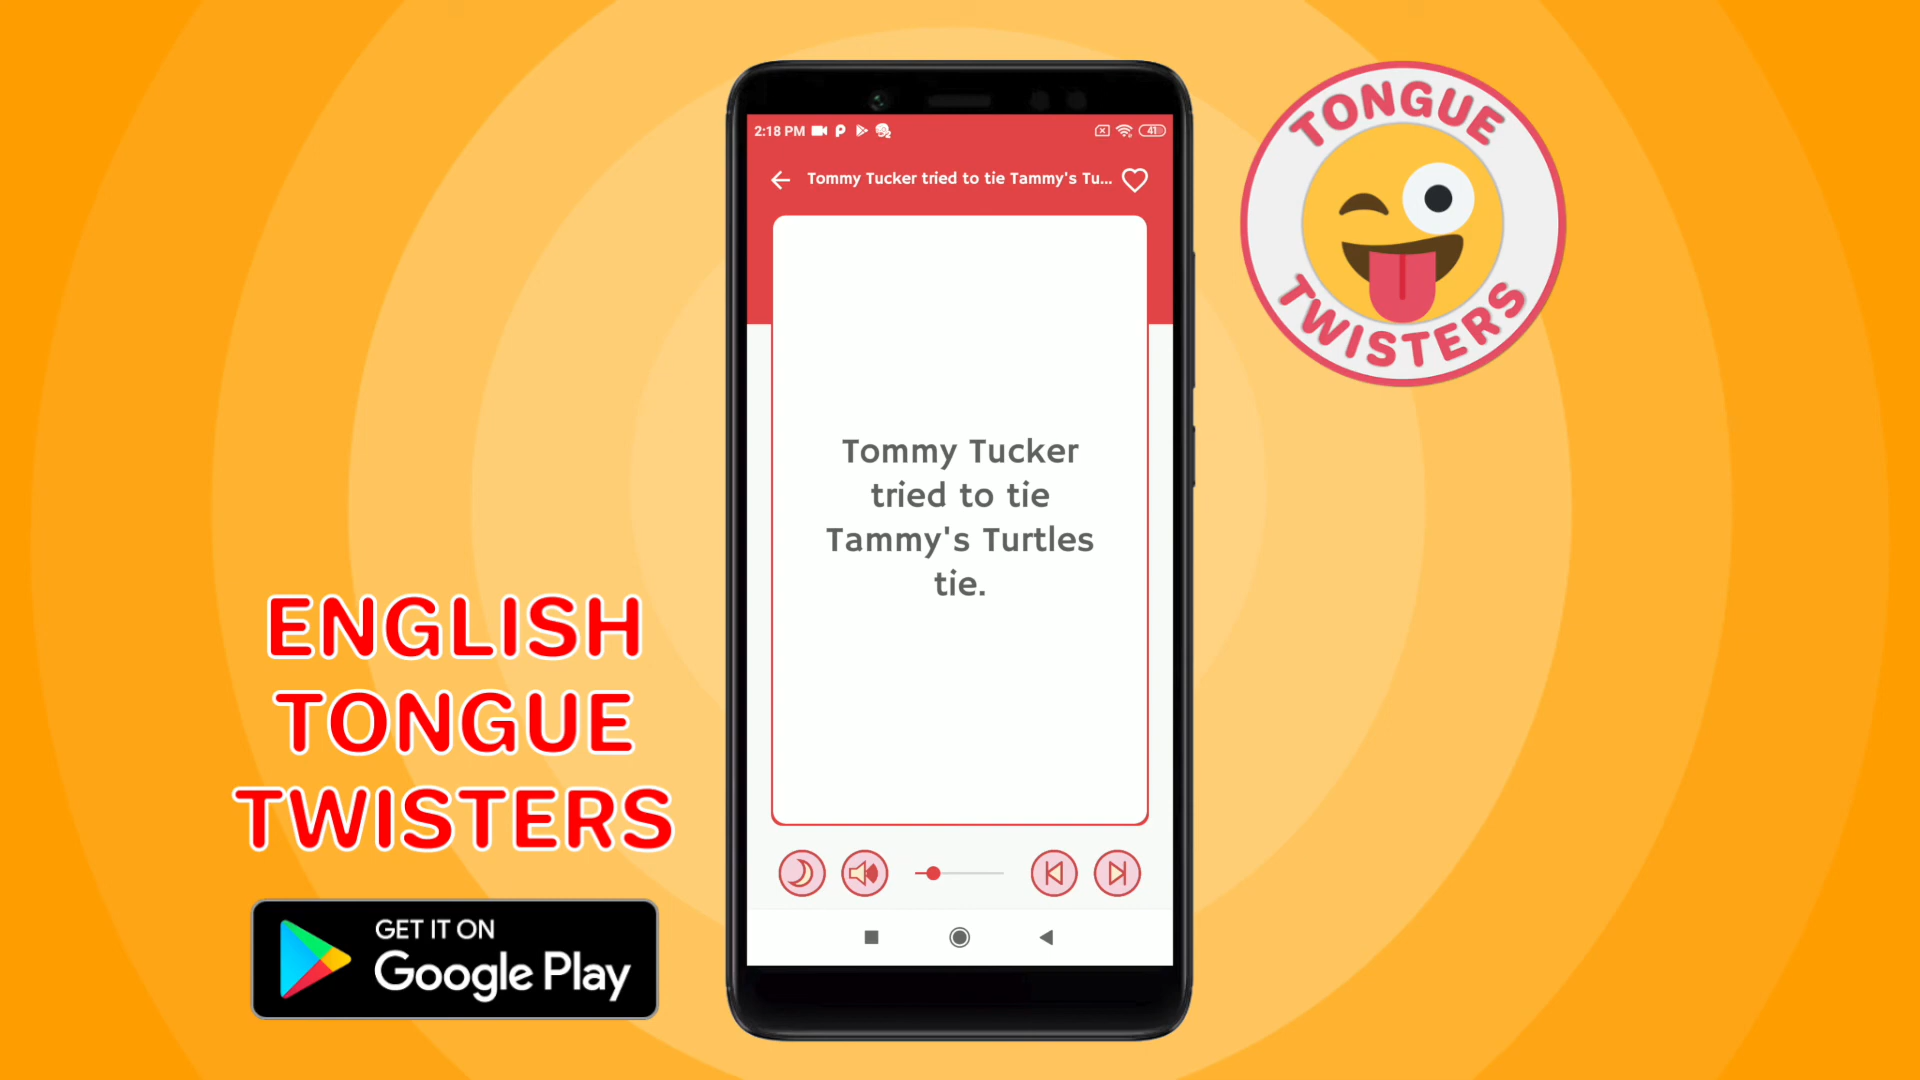 2:18 PM
41
Tommy Tucker tried to tie Tammy's Tu...
Tommy Tucker
tried to tie
Tammy's Turtles
tie.
TONGUE
TWISTERS
ENGLISH
TONGUE
TWISTERS
GET IT ON
Google Play